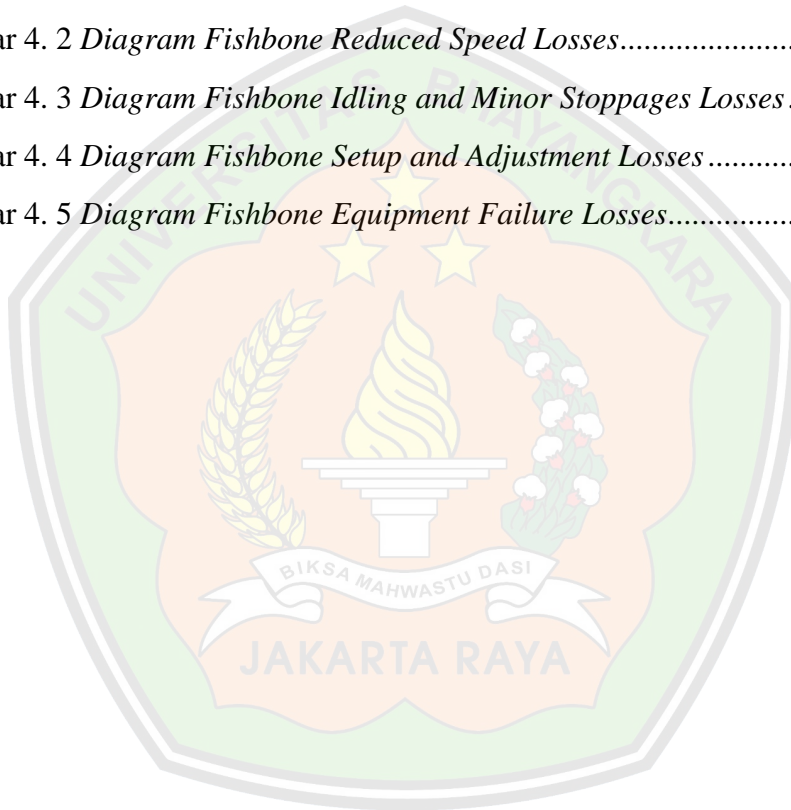 ar 4. 2 Diagram Fishbone Reduced Speed Losses.....................
ar 4. 3 Diagram Fishbone Idling and Minor Stoppages Losses.
ar 4. 4 Diagram Fishbone Setup and Adjustment Losses...........
ar 4. 5 Diagram Fishbone Equipment Failure Losses................
UNIVERSITAS BHAYANGKARA
BIKSA MAHWASTU DASI
JAKARTA RAYA